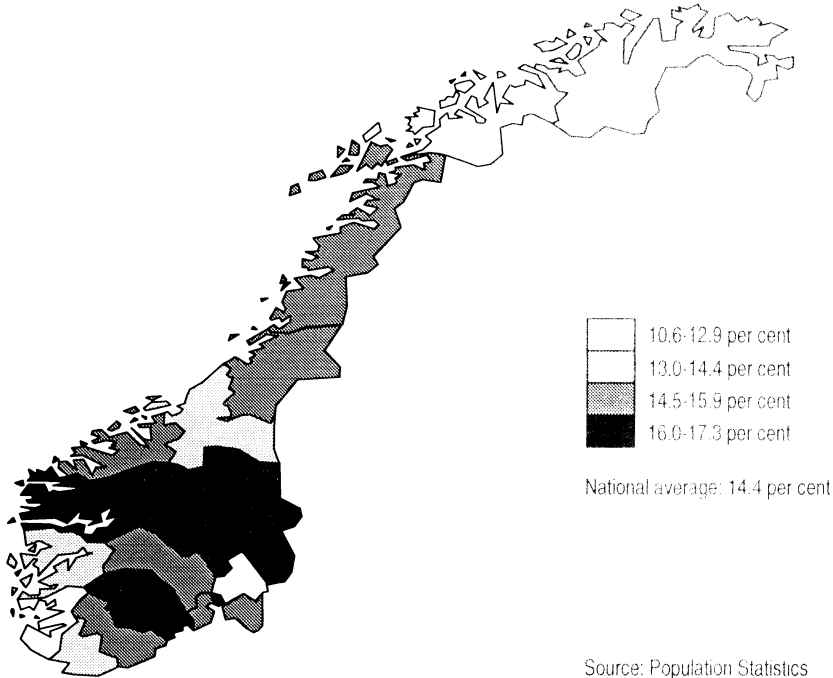 10.6-12.9 per cent
13.0-14.4 per cent
14.5-15.9 per cent
16.0-17.3 per cent
National average: 14.4 per cent
Source: Population Statistics